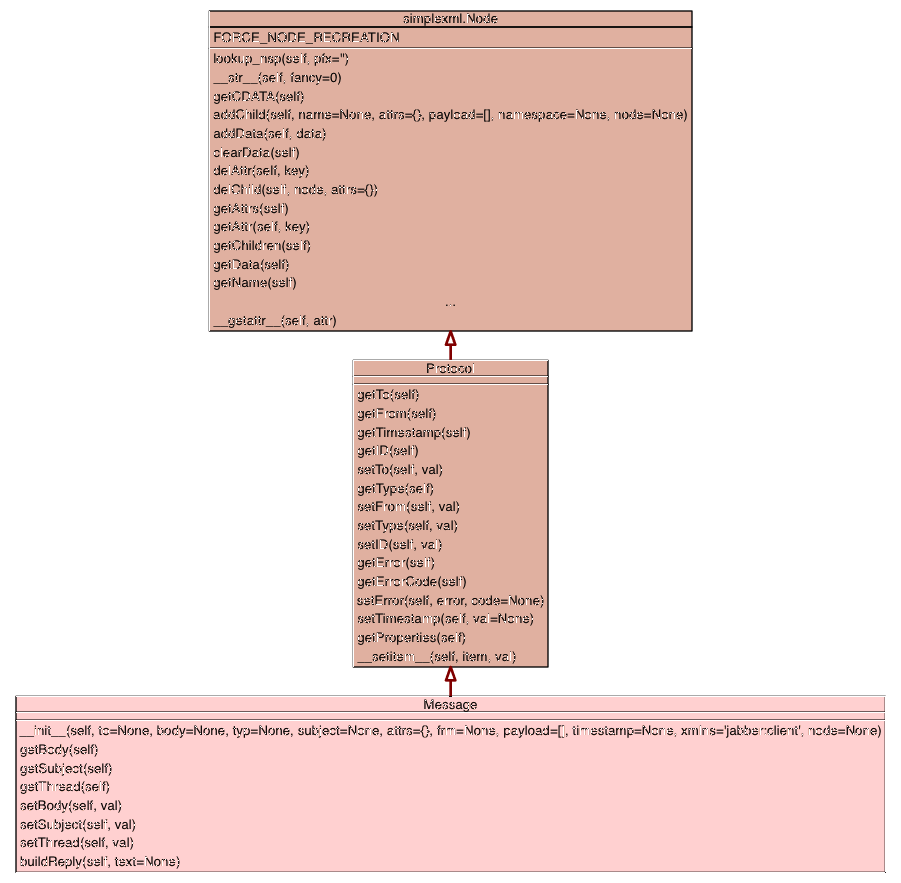 simplexml.Node
FORCE_NODE_RECREATION
lookup_nsp(self, pfx='')
__str__(self, fancy=0)
getCDATA(self)
addChild(self, name=None, attrs={}, payload=[], namespace=None, node=None)
addData(self, data)
clearData(self)
delAttr(self, key)
delChild(self, node, attrs={})
getAttrs(self)
getAttr(self, key)
getChildren(self)
getData(self)
getName(self)
...
__getattr__(self, attr)
Protocol
getTo(self)
getFrom(self)
getTimestamp(self)
getID(self)
setTo(self, val)
getType(self)
setFrom(self, val)
setType(self, val)
setID(self, val)
getError(self)
getErrorCode(self)
setError(self, error, code=None)
setTimestamp(self, val=None)
getProperties(self)
__setitem__(self, item, val)
Message
__init__(self, to=None, body=None, typ=None, subject=None, attrs={}, frm=None, payload=[], timestamp=None, xmlns='jabber:client', node=None)
getBody(self)
getSubject(self)
getThread(self)
setBody(self, val)
setSubject(self, val)
setThread(self, val)
buildReply(self, text=None)